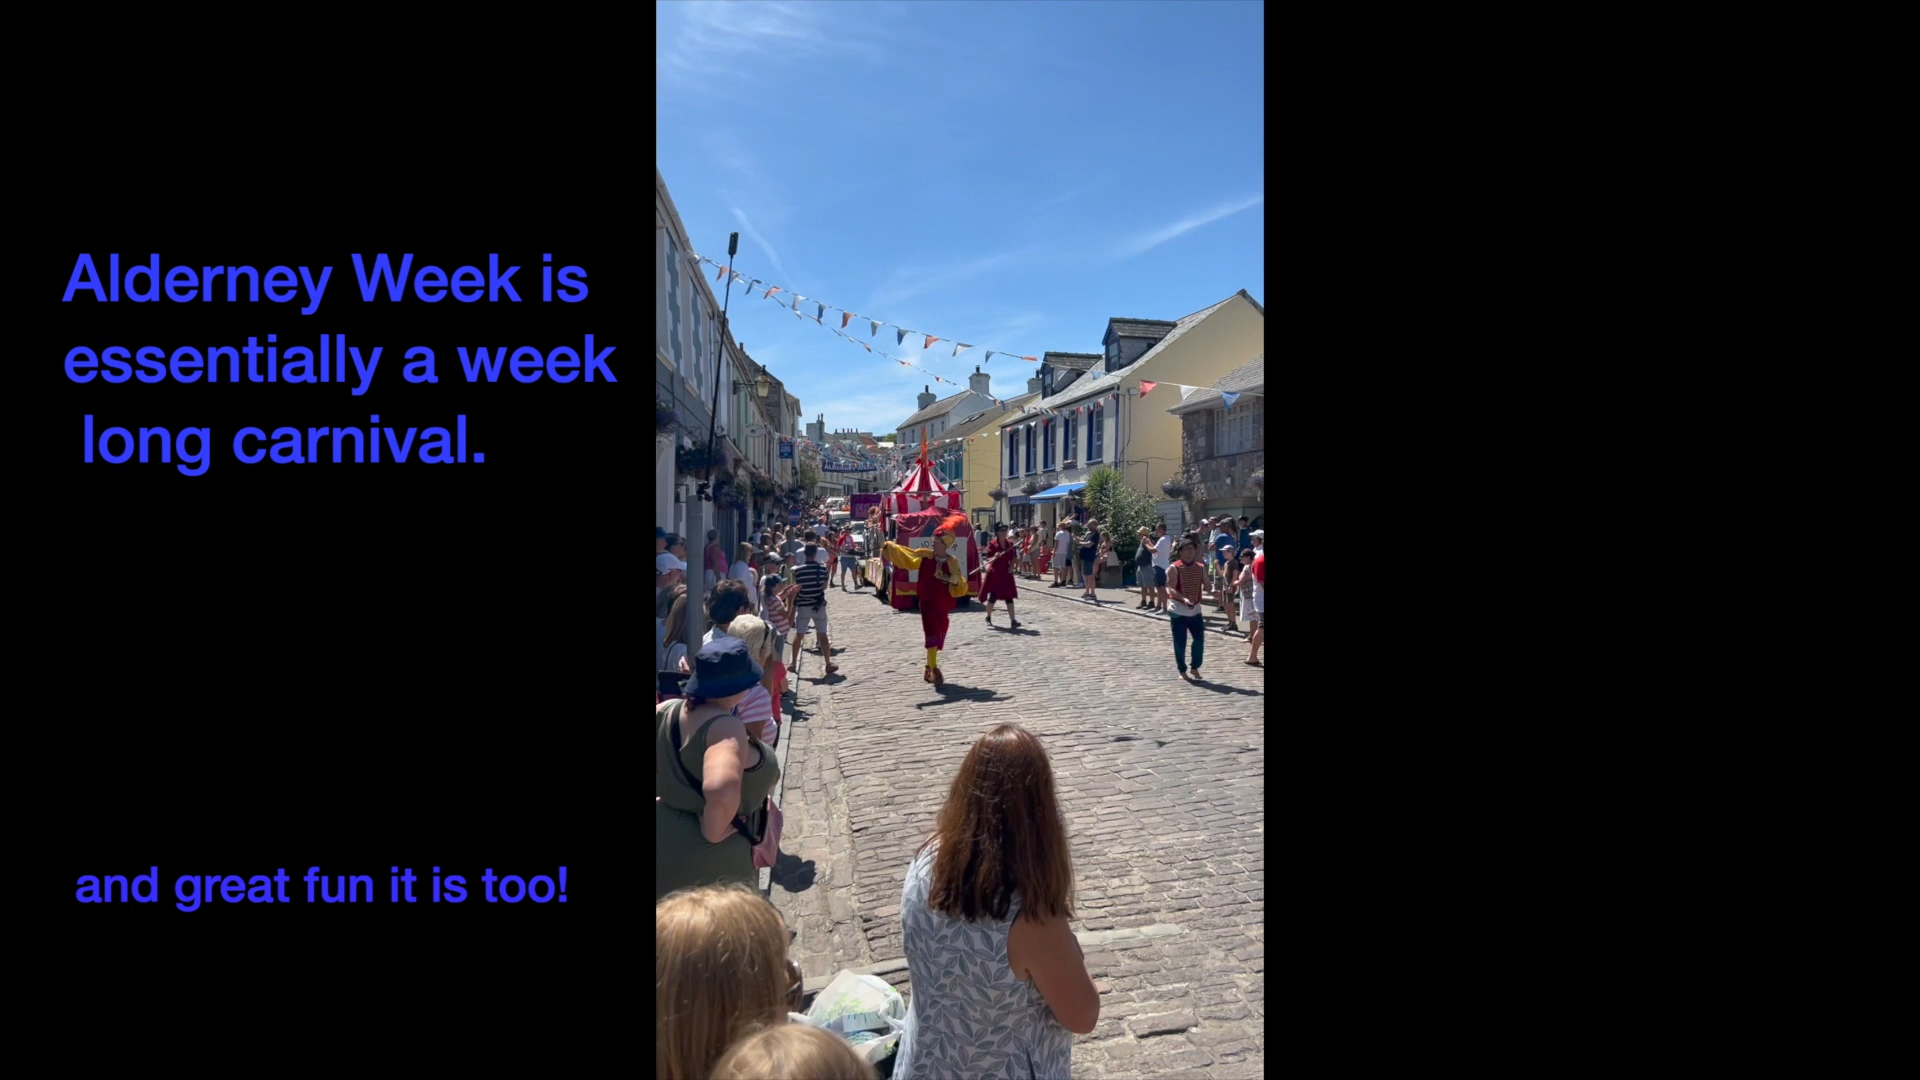 Alderney Week is
essentially a week
long carnival.
and great fun it is too!